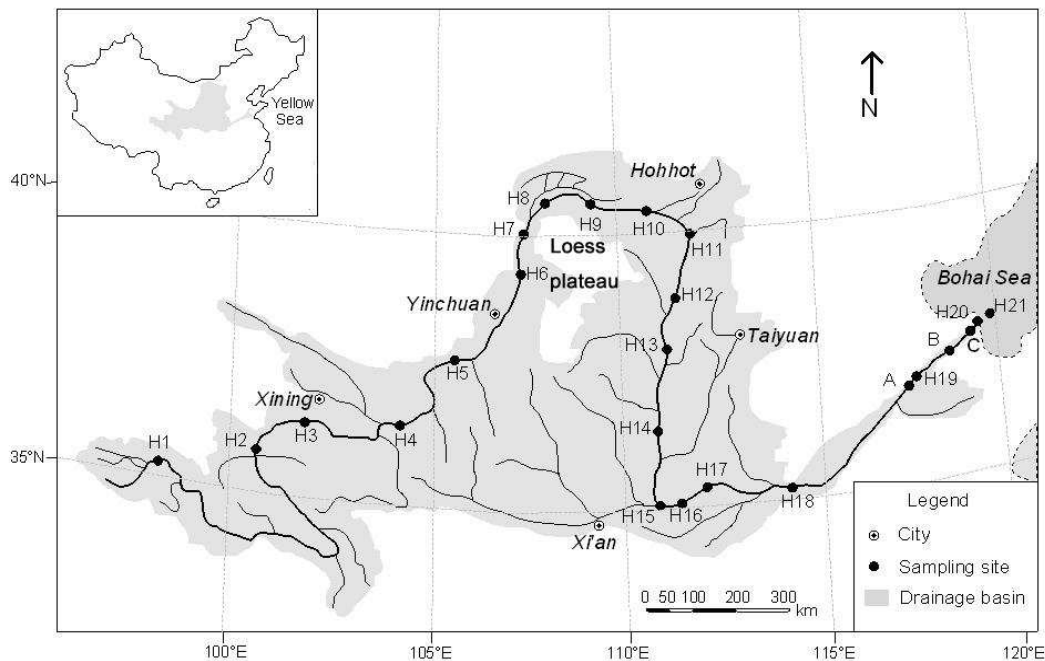 Yellow
Sea
N
40°N
35°N
Hohhot
H8
H7
H9
H10
H11
Loess
plateau
H6
H12
Yinchuan
Bohai Sea
H20
H21
Taiyuan
H13
B
C
H5
A
H19
Xining
H3
H4
H2
H14
H1
H17
H15
H16
H18
Xi'an
Legend
City
Sampling site
Drainage basin
0 50 100 200 300
km
100°E
105°E
110°E
115°E
120°E